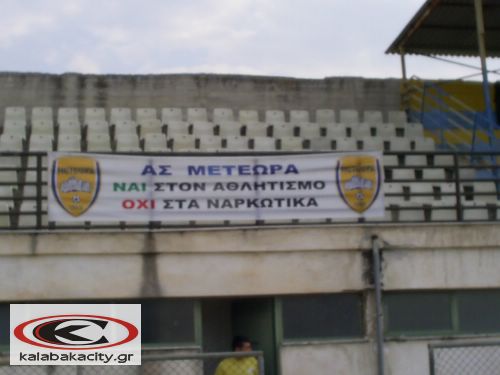 ΑΣ ΜΕΤΕΩΡΑ
ΝΑΙ ΣΤΟΝ ΑΘΛΗΤΙΣΜΟ
ΟΧΙ ΣΤΑ ΝΑΡΚΩΤΙΚΑ
kalabakacity.gr